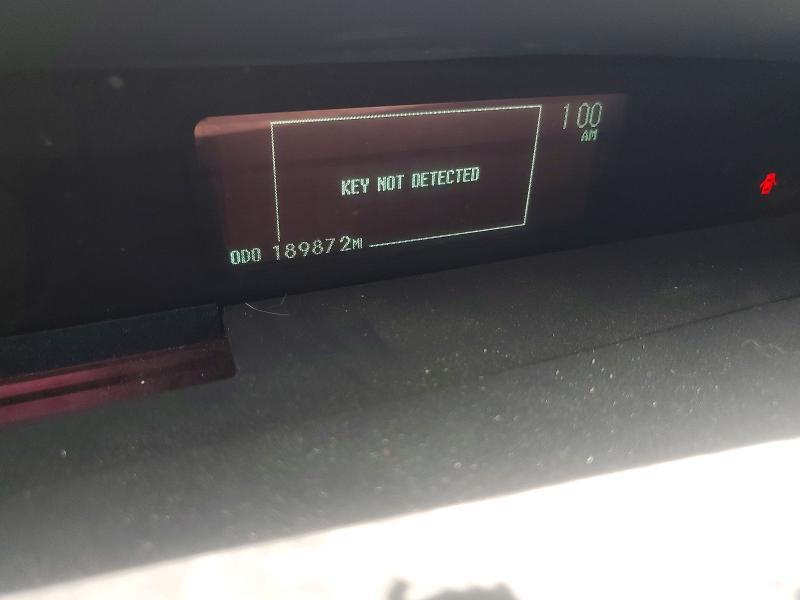 1 00
AM
KEY NOT DETECTED
ODO 189872MI